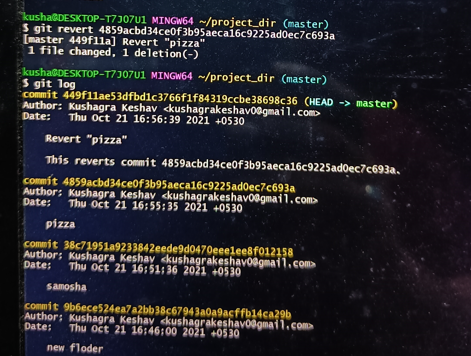 kusha@DESKTOP-T7J07U1 MINGW64 ~/project_dir (master)
$ git revert 4859acbd34ce0f3b95aeca16c9225ad0ec7c693a
[master 449f11a] Revert "pizza"
1 file changed, 1 deletion(-)
kusha@DESKTOP-T7J07U1 MINGW64 ~/project_dir (master)
$ git log
commit 449f11ae53dfbd1c3766f1f84319ccbe38698c36 (HEAD -> master)
Author: Kushagra Keshav <kushagrakeshav0@gmail.com>
Date: Thu Oct 21 16:56:39 2021 +0530
Revert "pizza"
This reverts commit 4859acbd34ce0f3b95aeca16c9225ad0ec7c693a.
commit 4859acbd34ce0f3b95aeca16c9225ad0ec7c693a
Author: Kushagra Keshav <kushagrakeshav0@gmail.com>
Date: Thu Oct 21 16:55:35 2021 +0530
pizza
commit 38c71951a9233842eede9d0470eee1ee8f012158
Author: Kushagra Keshav <kushagrakeshav0@gmail.com>
Date: Thu Oct 21 16:51:36 2021 +0530
samosha
commit 9b6ece524ea7a2bb38c67943a0a9acffb14ca29b
Author: Kushagra Keshav <kushagrakeshav0@gmail.com>
Date: Thu Oct 21 16:46:00 2021 +0530
new floder